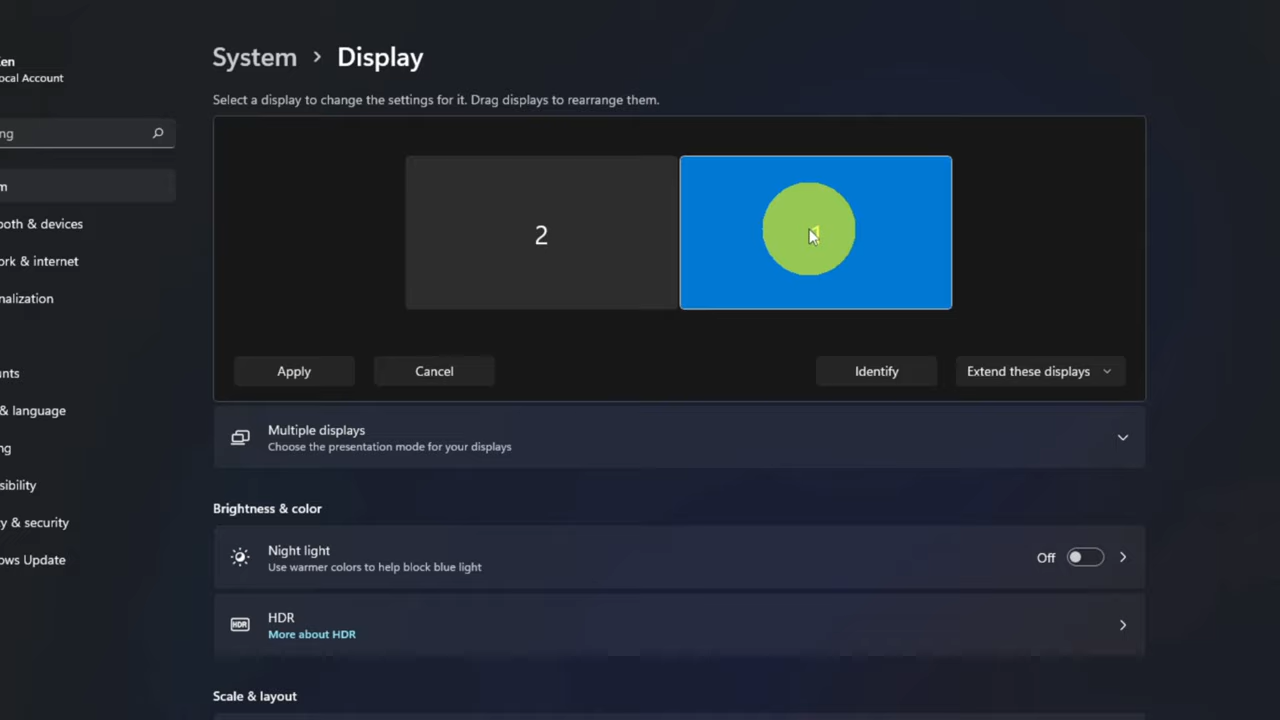 en
ocal Account
System > Display
Select a display to change the settings for it. Drag displays to rearrange them.
ng
m
ooth & devices
ork & internet
nalization
unts
& language
ng
sibility
y & security
ows Update
2
Apply
Cancel
Identify
Extend these displays
Multiple displays
Choose the presentation mode for your displays
Brightness & color
Night light
Use warmer colors to help block blue light
Off
HDR
HDR
More about HDR
Scale & layout